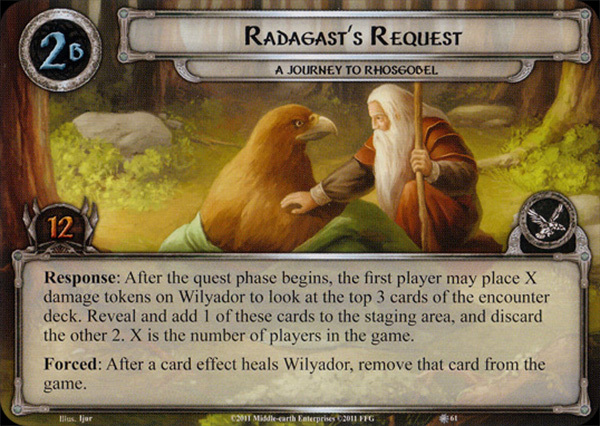 2B
RADAGAST'S REQUEST
A JOURNEY TO RHOSGOBEL
12
Response: After the quest phase begins, the first player may place X
damage tokens on Wilyador to look at the top 3 cards of the encounter
deck. Reveal and add 1 of these cards to the staging area, and discard
the other 2. X is the number of players in the game.
Forced: After a card effect heals Wilyador, remove that card from the
game.
Illus. Ijur
©2011 Middle-earth Enterprises ©2011 FFG
61